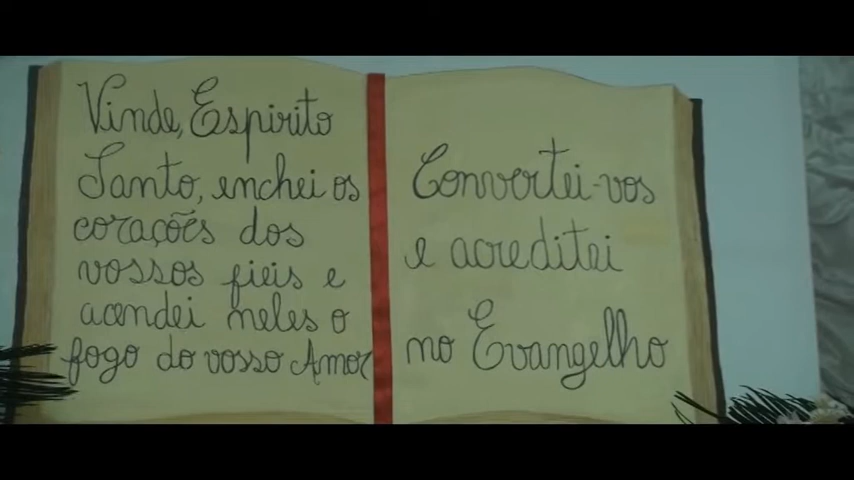 Vinde, Espirito
Santo, enchei os
corações dos
vossos fieis e
acendei neles o
fogo do vosso Amor
Convertei-vos
e acreditei
no Evangelho